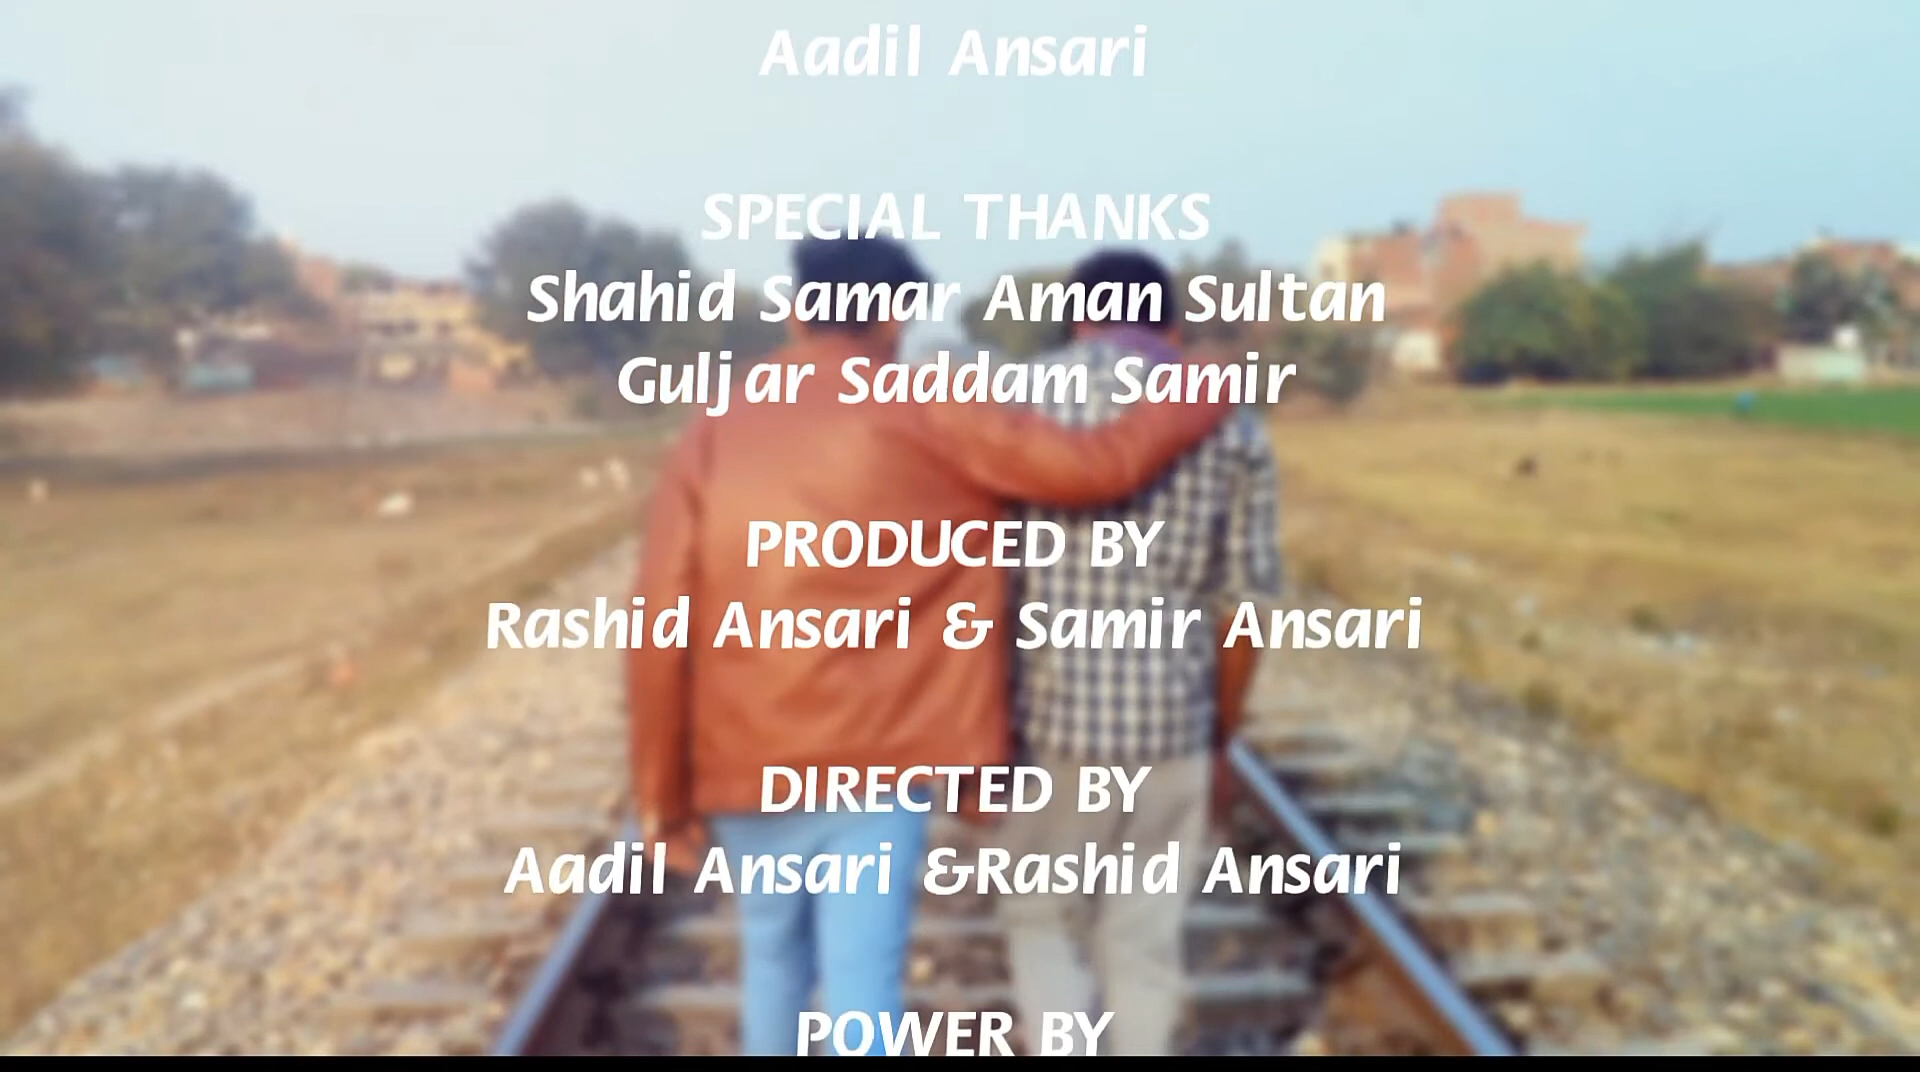 Aadil Ansari
SPECIAL THANKS
Shahid Samar Aman Sultan
Guljar Saddam Samir
PRODUCED BY
Rashid Ansari & Samir Ansari
DIRECTED BY
Aadil Ansari &Rashid Ansari
POWER BY